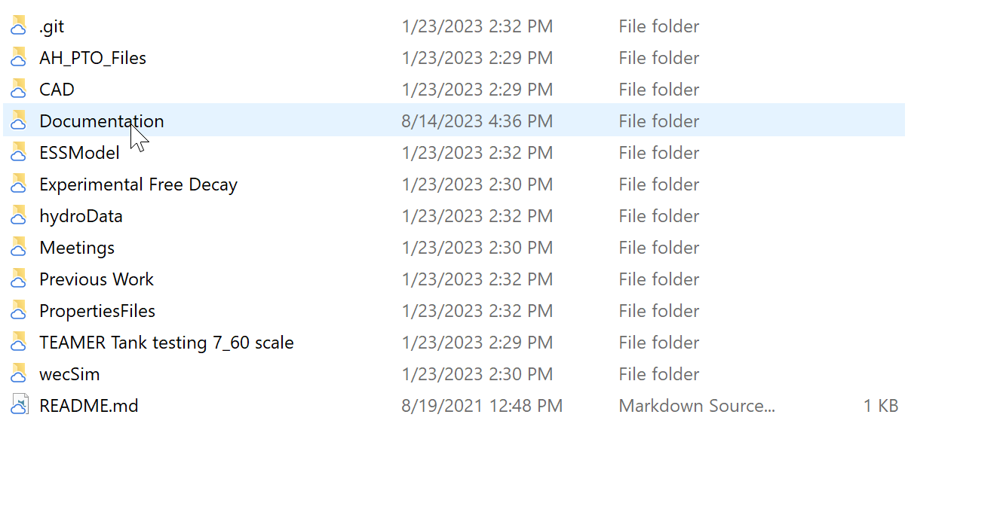 .git 1/23/2023 2:32 PM File folder
AH_PTO_Files 1/23/2023 2:29 PM File folder
CAD 1/23/2023 2:29 PM File folder
Documentation 8/14/2023 4:36 PM File folder
ESSModel 1/23/2023 2:32 PM File folder
Experimental Free Decay 1/23/2023 2:30 PM File folder
hydroData 1/23/2023 2:32 PM File folder
Meetings 1/23/2023 2:30 PM File folder
Previous Work 1/23/2023 2:32 PM File folder
PropertiesFiles 1/23/2023 2:32 PM File folder
TEAMER Tank testing 7_60 scale 1/23/2023 2:29 PM File folder
wecSim 1/23/2023 2:30 PM File folder
README.md 8/19/2021 12:48 PM Markdown Source... 1 KB